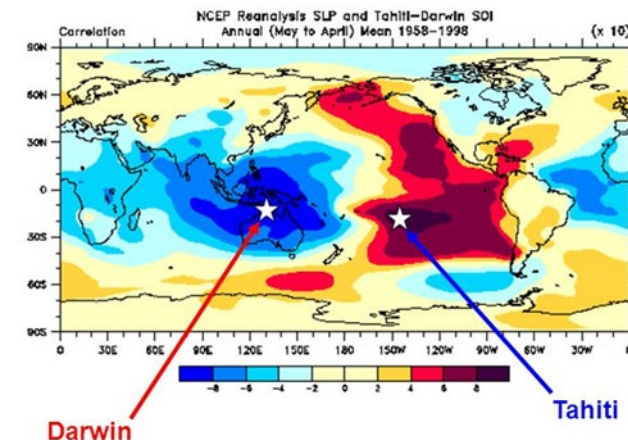 NCEP Reanalysis SLP and Tahiti-Darwin SOI
Carrelation Annual (May to April) Mean 1958-1998 (x 10)
90N
60N
30N
0
30S
60S
90S
0 30E 60E 90E 120E 150E 180 150W 120W 90W 60W 30W 0
-8 -6 -4 -2 0 2 4 6 8
Tahiti
Darwin